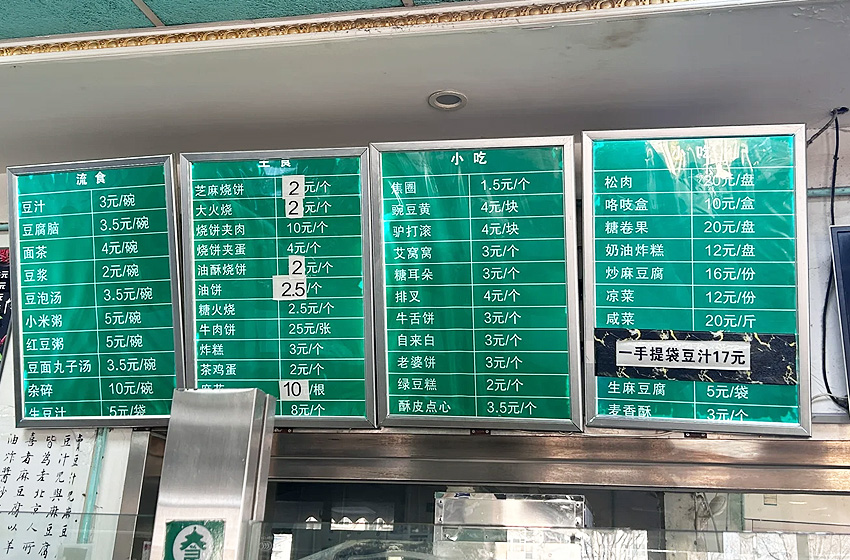 流食
豆汁 3元/碗
豆腐脑 3.5元/碗
面茶 4元/碗
豆浆 2元/碗
豆泡汤 3.5元/碗
小米粥 5元/碗
红豆粥 5元/碗
豆面丸子汤 3.5元/碗
杂碎 10元/碗
生豆汁 5元/袋
主食
芝麻烧饼 2元/个
大火烧 2元/个
烧饼夹肉 10元/个
烧饼夹蛋 4元/个
油酥烧饼 2元/个
油饼 2.5/个
糖火烧 2.5元/个
牛肉饼 25元/张
炸糕 3元/个
茶鸡蛋 2元/个
麻花 10/根
8元/个
小吃
焦圈 1.5元/个
豌豆黄 4元/块
驴打滚 4元/块
艾窝窝 3元/个
糖耳朵 3元/个
排叉 4元/个
牛舌饼 3元/个
自来白 3元/个
老婆饼 3元/个
绿豆糕 2元/个
酥皮点心 3.5元/个
吃
松肉 20元/盘
咯吱盒 10元/盒
糖卷果 20元/盘
奶油炸糕 12元/盘
炒麻豆腐 16元/份
凉菜 12元/份
咸菜 20元/斤
一手提袋豆汁17元
生麻豆腐 5元/袋
麦香酥 3元/个